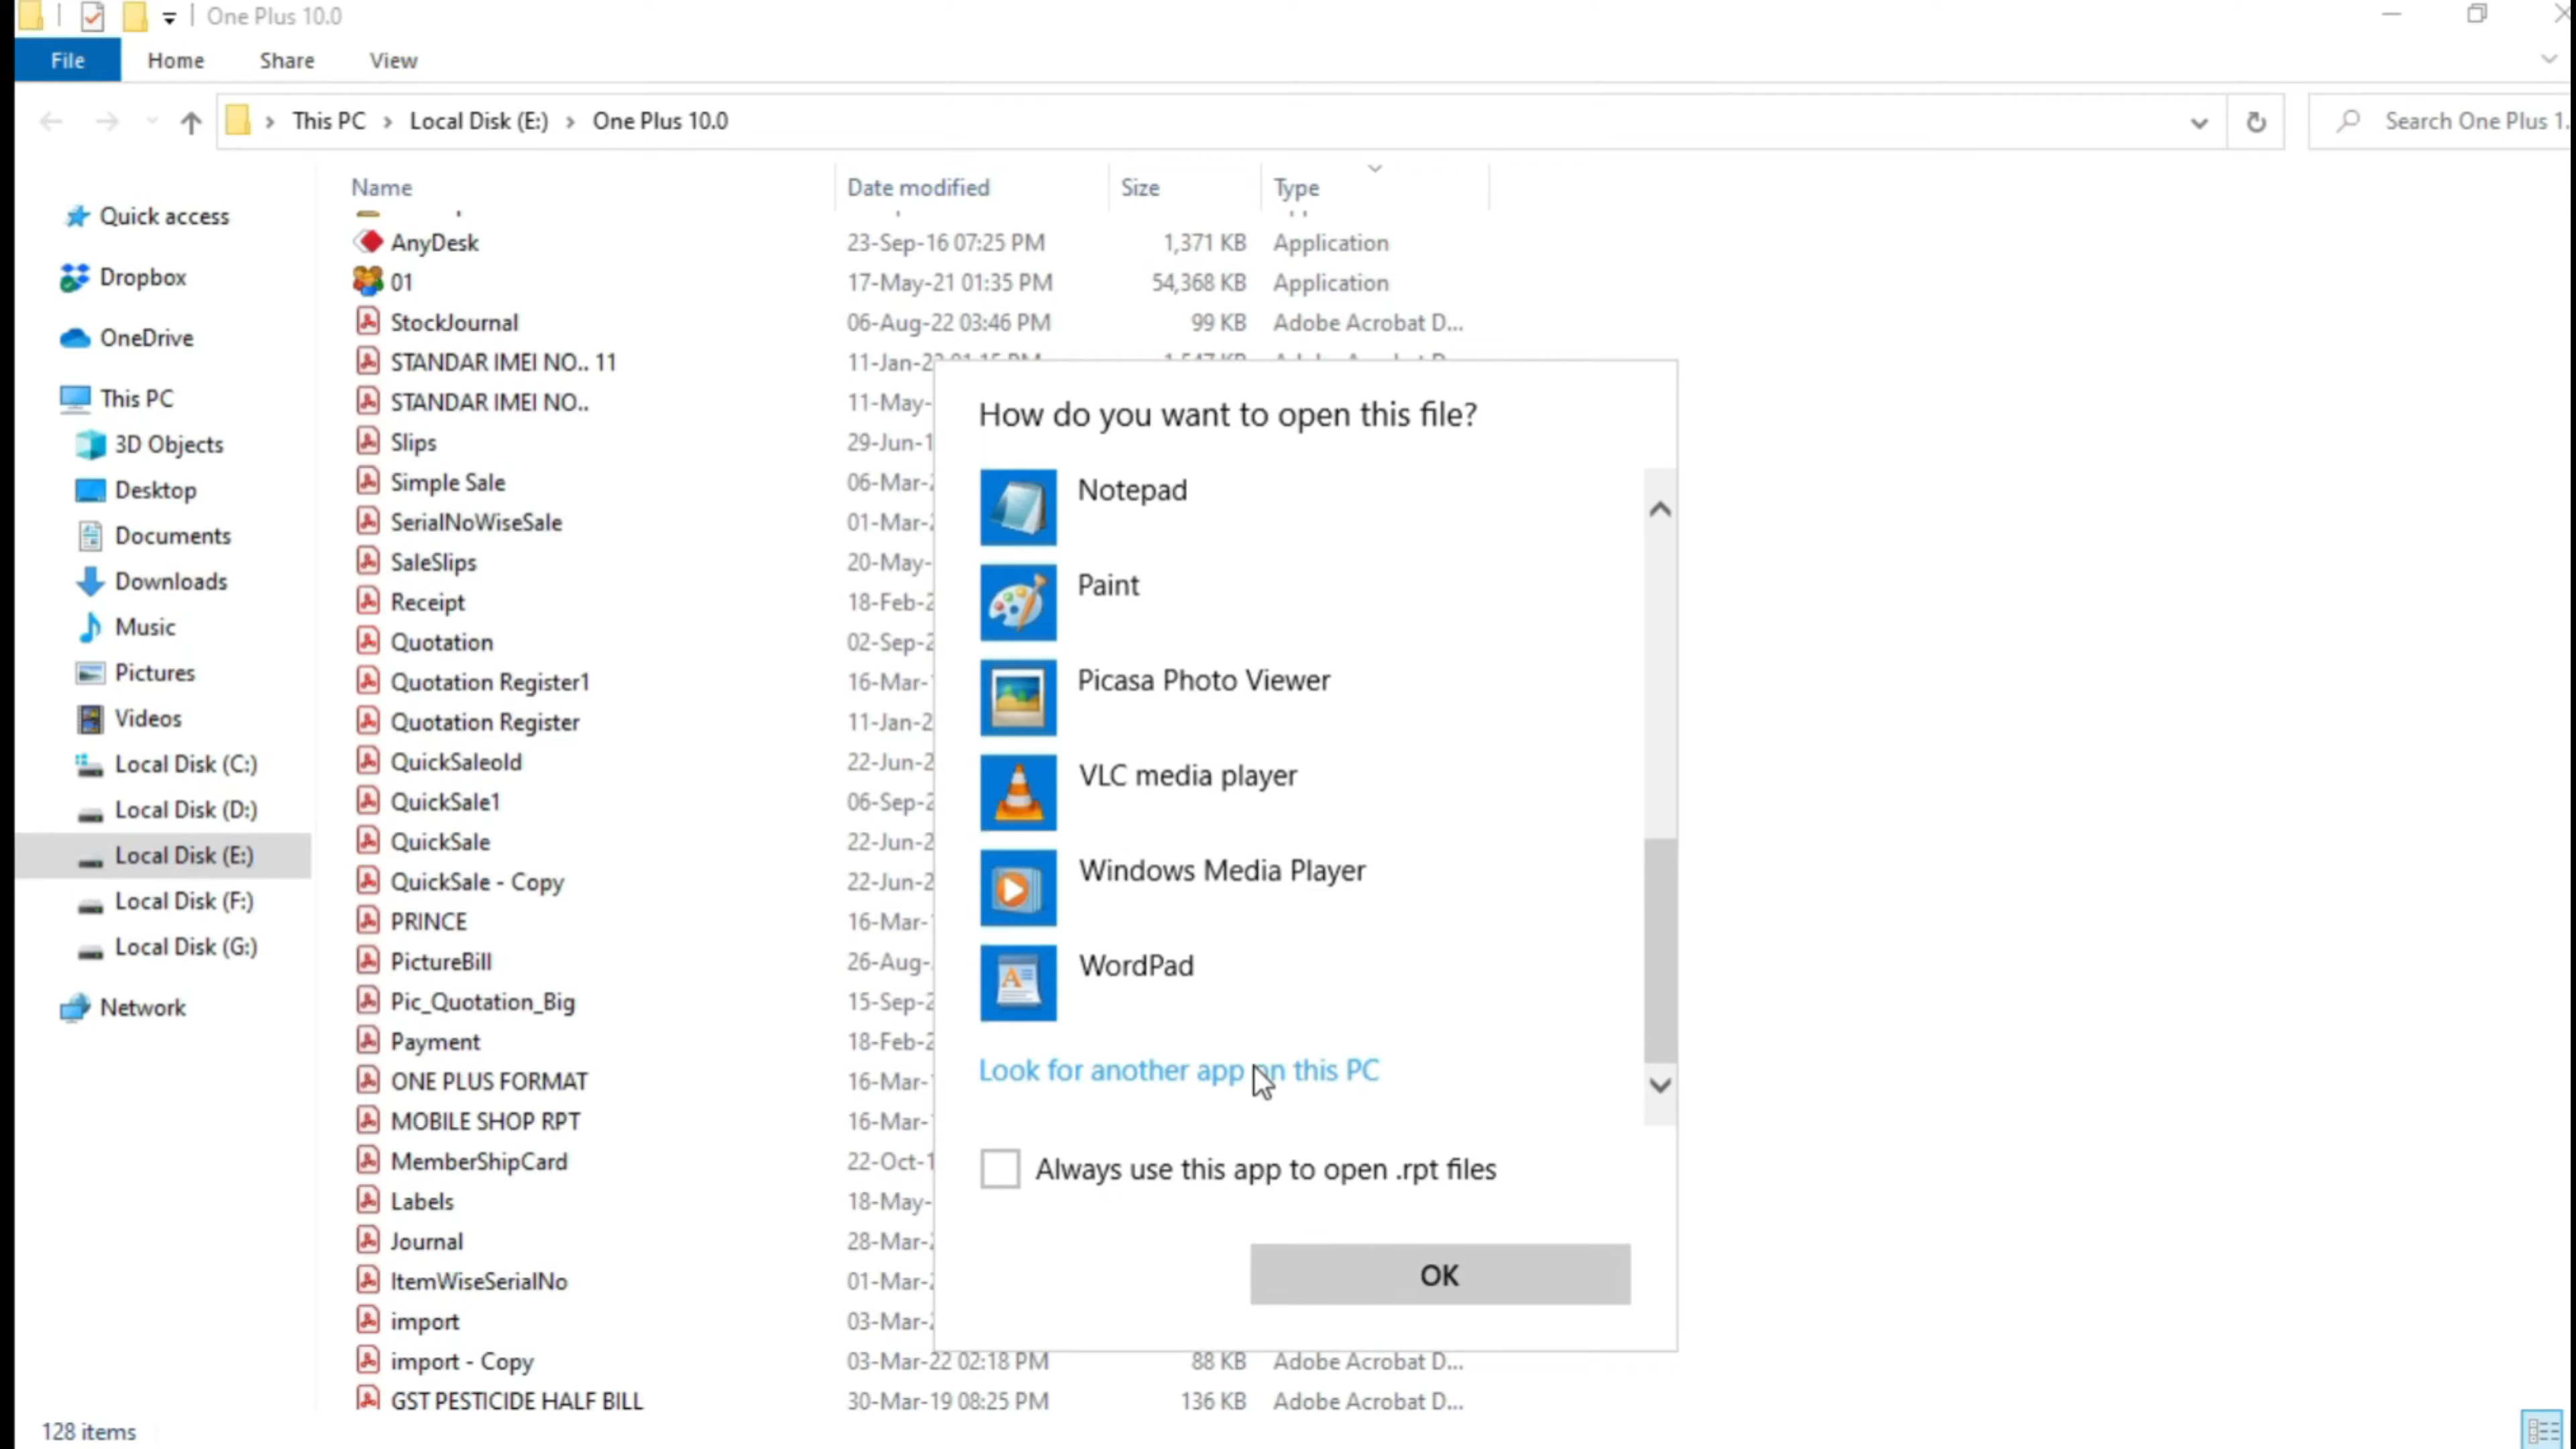 One Plus 10.0
File Home Share View
This PC Local Disk (E:) One Plus 10.0
Search One Plus 1.
Name Date modified Size Type
Quick access
Dropbox
OneDrive
This PC
3D Objects
Desktop
Documents
Downloads
Music
Pictures
Videos
Local Disk (C:)
Local Disk (D:)
Local Disk (E:)
Local Disk (F:)
Local Disk (G:)
Network
AnyDesk 23-Sep-16 07:25 PM 1,371 KB Application
01 17-May-21 01:35 PM 54,368 KB Application
StockJournal 06-Aug-22 03:46 PM 99 KB Adobe Acrobat D...
STANDAR IMEI NO.. 11 11-Jan-2
STANDAR IMEI NO.. 11-May-
Slips 29-Jun-1
Simple Sale 06-Mar-
SerialNoWiseSale 01-Mar-
SaleSlips 20-May-
Receipt 18-Feb-2
Quotation 02-Sep-2
Quotation Register1 16-Mar-
Quotation Register 11-Jan-2
QuickSaleold 22-Jun-2
QuickSale1 06-Sep-2
QuickSale 22-Jun-2
QuickSale - Copy 22-Jun-2
PRINCE 16-Mar-
PictureBill 26-Aug-
Pic_Quotation_Big 15-Sep-2
Payment 18-Feb-2
ONE PLUS FORMAT 16-Mar-
MOBILE SHOP RPT 16-Mar-
MemberShipCard 22-Oct-1
Labels 18-May-
Journal 28-Mar-
ItemWiseSerialNo 01-Mar-
import 03-Mar-
import - Copy 03-Mar-22 02:18 PM 88 KB Adobe Acrobat D...
GST PESTICIDE HALF BILL 30-Mar-19 08:25 PM 136 KB Adobe Acrobat D...
128 items
How do you want to open this file?
Notepad
Paint
Picasa Photo Viewer
VLC media player
Windows Media Player
WordPad
Look for another app on this PC
Always use this app to open .rpt files
OK